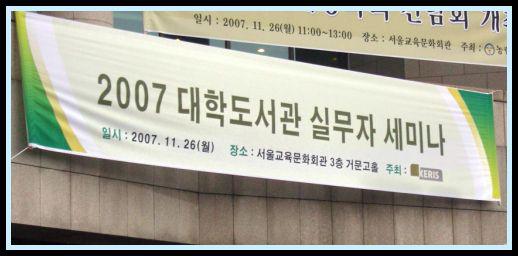 일시 : 2007. 11. 26(월) 11:00~13:00 장소 : 서울교육문화회관 주최 :
2007 대학도서관 실무자 세미나
일시 : 2007. 11. 26(월) 장소 : 서울교육문화회관 3층 거문고홀 주최 : KERIS